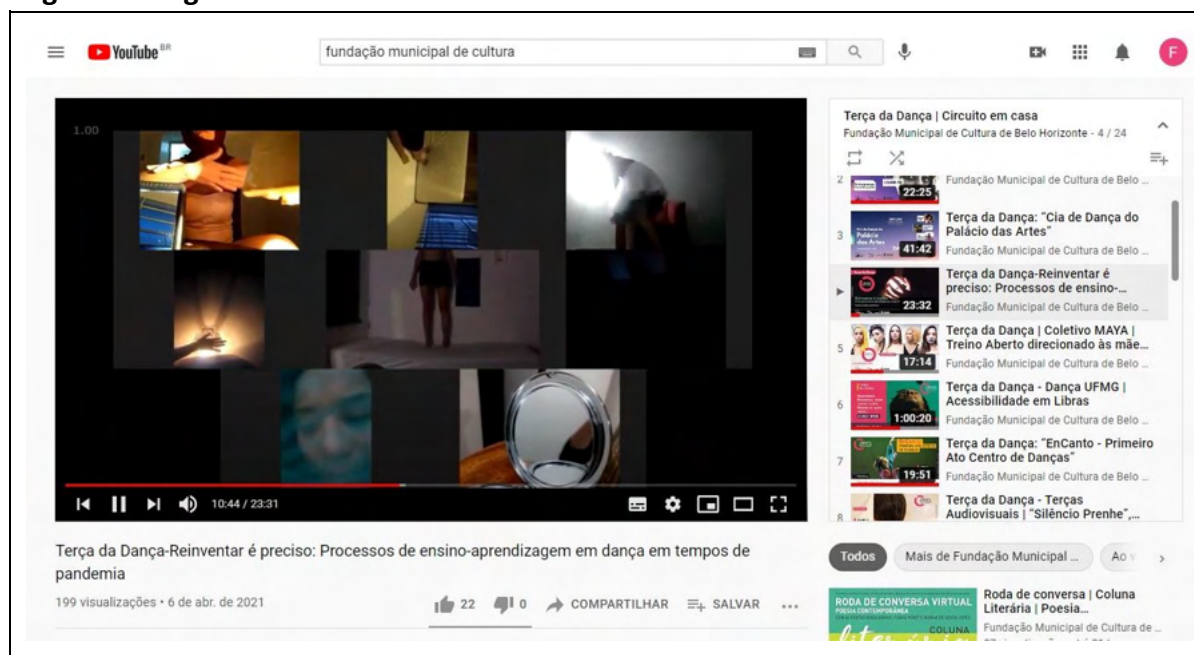 YouTube BR
fundação municipal de cultura
F
1.00
10:44 / 23:31
Terça da Dança-Reinventar é preciso: Processos de ensino-aprendizagem em dança em tempos de
pandemia
199 visualizações • 6 de abr. de 2021
22
0
COMPARTILHAR
SALVAR
Terça da Dança | Circuito em casa
Fundação Municipal de Cultura de Belo Horizonte - 4 / 24
2
22:25
Fundação Municipal de Cultura de Belo ...
3
41:42
Terça da Dança: "Cia de Dança do
Palácio das Artes"
Fundação Municipal de Cultura de Belo ...
23:32
Terça da Dança-Reinventar é
preciso: Processos de ensino-...
Fundação Municipal de Cultura de Belo ...
5
17:14
Terça da Dança | Coletivo MAYA |
Treino Aberto direcionado às mãe...
Fundação Municipal de Cultura de Belo ...
6
1:00:20
Terça da Dança - Dança UFMG |
Acessibilidade em Libras
Fundação Municipal de Cultura de Belo ...
7
19:51
Terça da Dança: "EnCanto - Primeiro
Ato Centro de Danças"
Fundação Municipal de Cultura de Belo ...
8
Terça da Dança - Terças
Audiovisuais | "Silêncio Prenhe",...
Todos
Mais de Fundação Municipal ...
Ao v
RODA DE CONVERSA VIRTUAL
POESIA CONTEMPORÂNEA
COLUNA
literária
Roda de conversa | Coluna
Literária | Poesia...
Fundação Municipal de Cultura de ...